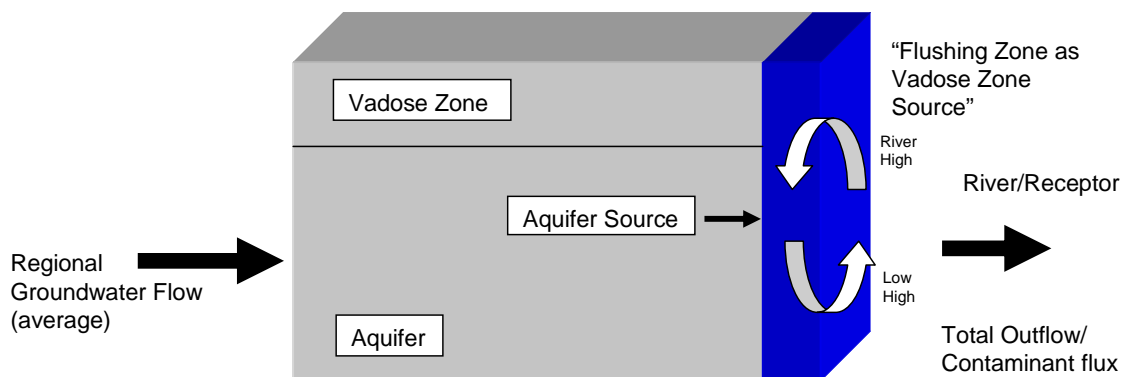 “Flushing Zone as
Vadose Zone
Source”
Vadose Zone
River
High
River/Receptor
Aquifer Source
Regional
Groundwater Flow
(average)
Low
High
Aquifer
Total Outflow/
Contaminant flux